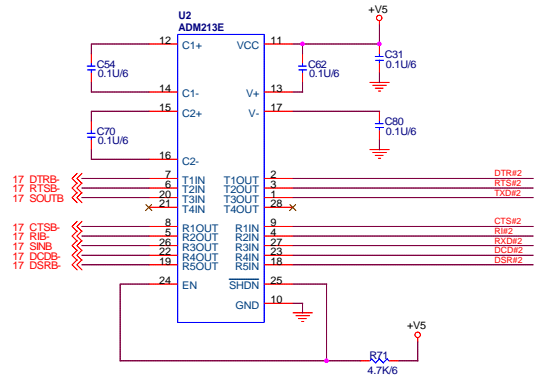 U2
ADM213E
+V5
12 C1+ VCC 11
C54
0.1U/6
C62
0.1U/6
C31
0.1U/6
14 C1- V+ 13
15 C2+ V- 17
C70
0.1U/6
C80
0.1U/6
16 C2-
17 DTRB- 7 T1IN T1OUT 2 DTR#2
17 RTSB- 6 T2IN T2OUT 3 RTS#2
17 SOUTB 20 T3IN T3OUT 1 TXD#2
21 T4IN T4OUT 28
17 CTSB- 8 R1OUT R1IN 9 CTS#2
17 RIB- 5 R2OUT R2IN 4 RI#2
17 SINB 26 R3OUT R3IN 27 RXD#2
17 DCDB- 22 R4OUT R4IN 23 DCD#2
17 DSRB- 19 R5OUT R5IN 18 DSR#2
24 EN SHDN 25
GND 10
+V5
R71
4.7K/6